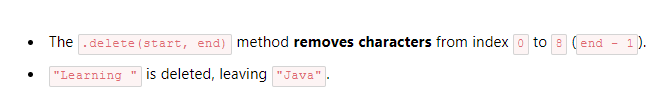 • The .delete(start, end) method removes characters from index 0 to 8 (end - 1).
• "Learning " is deleted, leaving "Java".